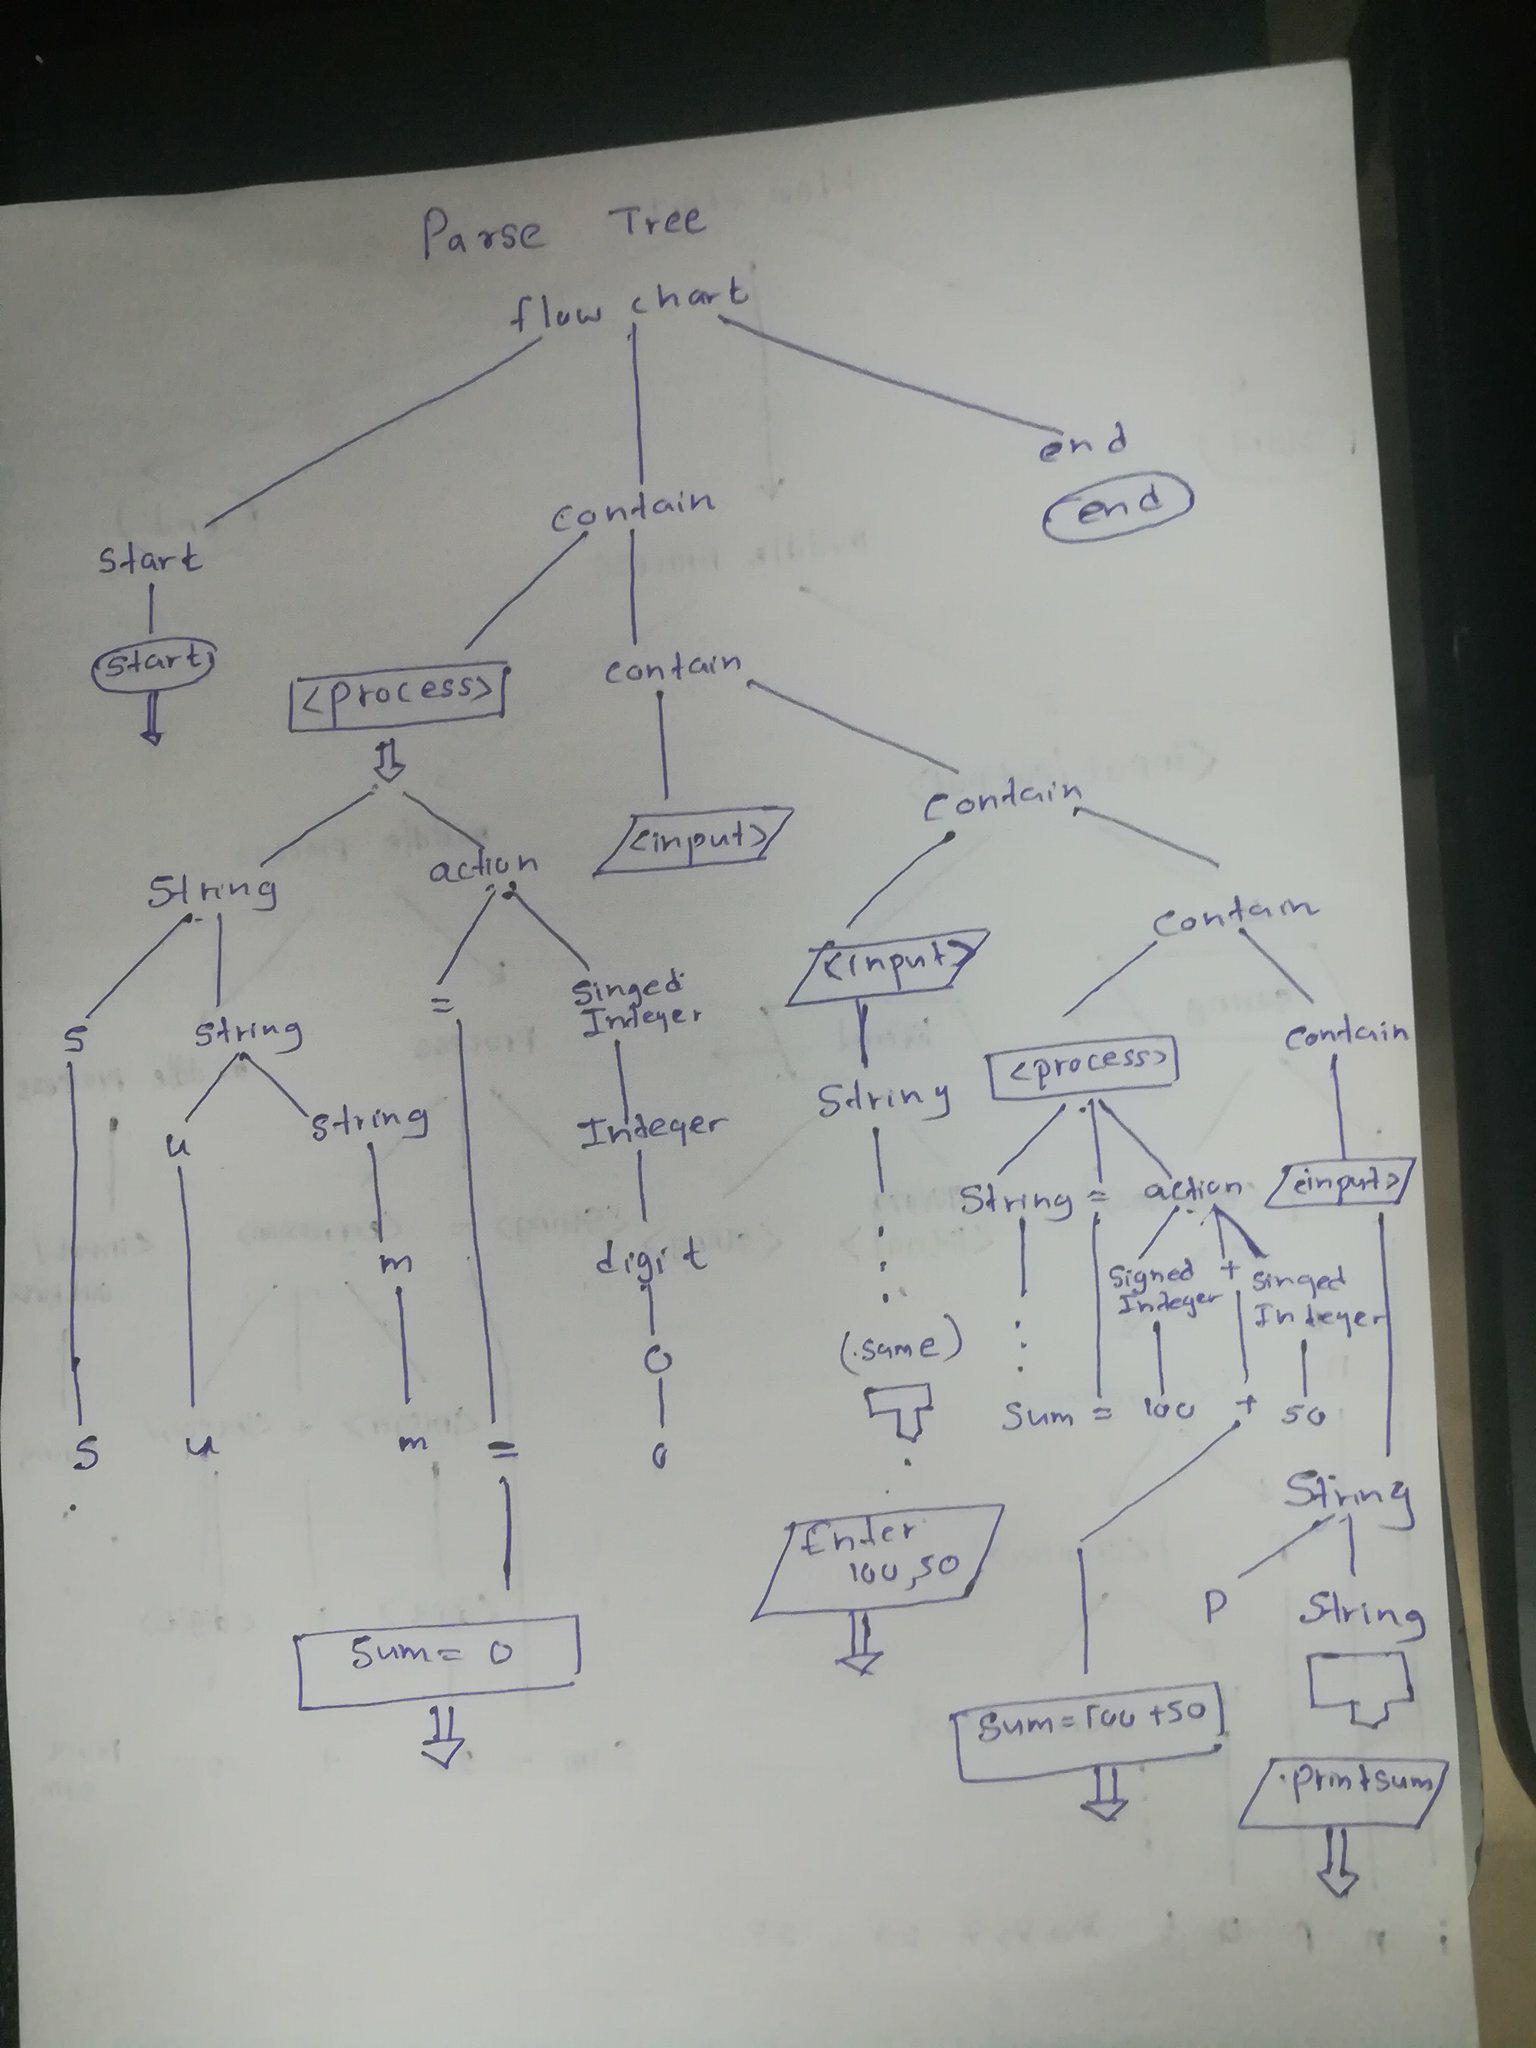 Parse Tree
flow chart
end
end
contain
start
start
<process>
contain
contain
<input>
String
action
contain
<input>
S
string
=
Singed
Integer
<process>
contain
u
string
Integer
String
String = action
<input>
m
digit
Signed
Integer
+
Singed
Integer
0
(same)
S
u
m
=
0
Sum = 100 + 50
String
Enter
100,50
P
String
Sum= 0
Sum=100+50
printsum